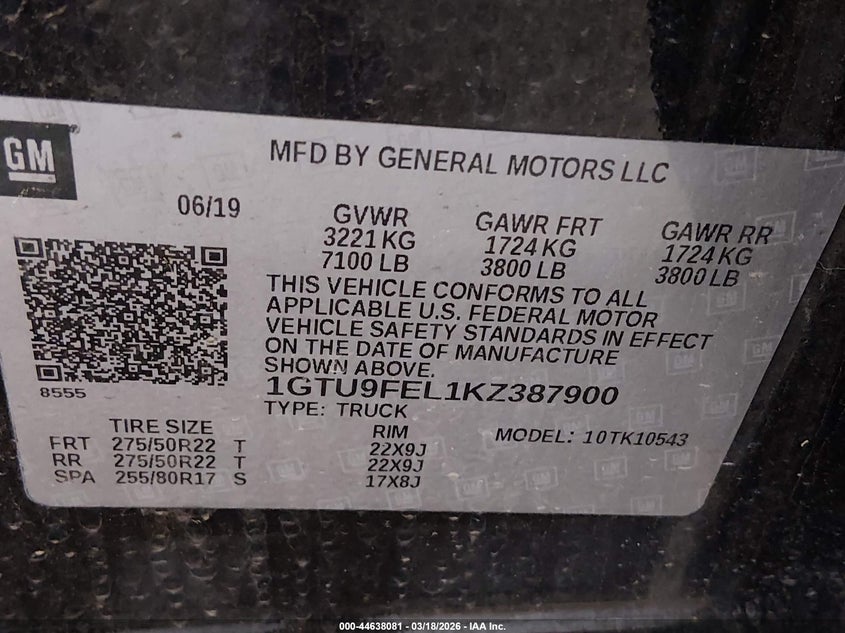 GM
MFD BY GENERAL MOTORS LLC
06/19
GVWR
3221 KG
7100 LB
GAWR FRT
1724 KG
3800 LB
GAWR RR
1724 KG
3800 LB
THIS VEHICLE CONFORMS TO ALL
APPLICABLE U.S. FEDERAL MOTOR
VEHICLE SAFETY STANDARDS IN EFFECT
ON THE DATE OF MANUFACTURE
SHOWN ABOVE.
8555
1GTU9FEL1KZ387900
TYPE: TRUCK
MODEL: 10TK10543
TIRE SIZE RIM
FRT 275/50R22 T 22X9J
RR 275/50R22 T 22X9J
SPA 255/80R17 S 17X8J
000-44638081 - 03/18/2026 - IAA Inc.